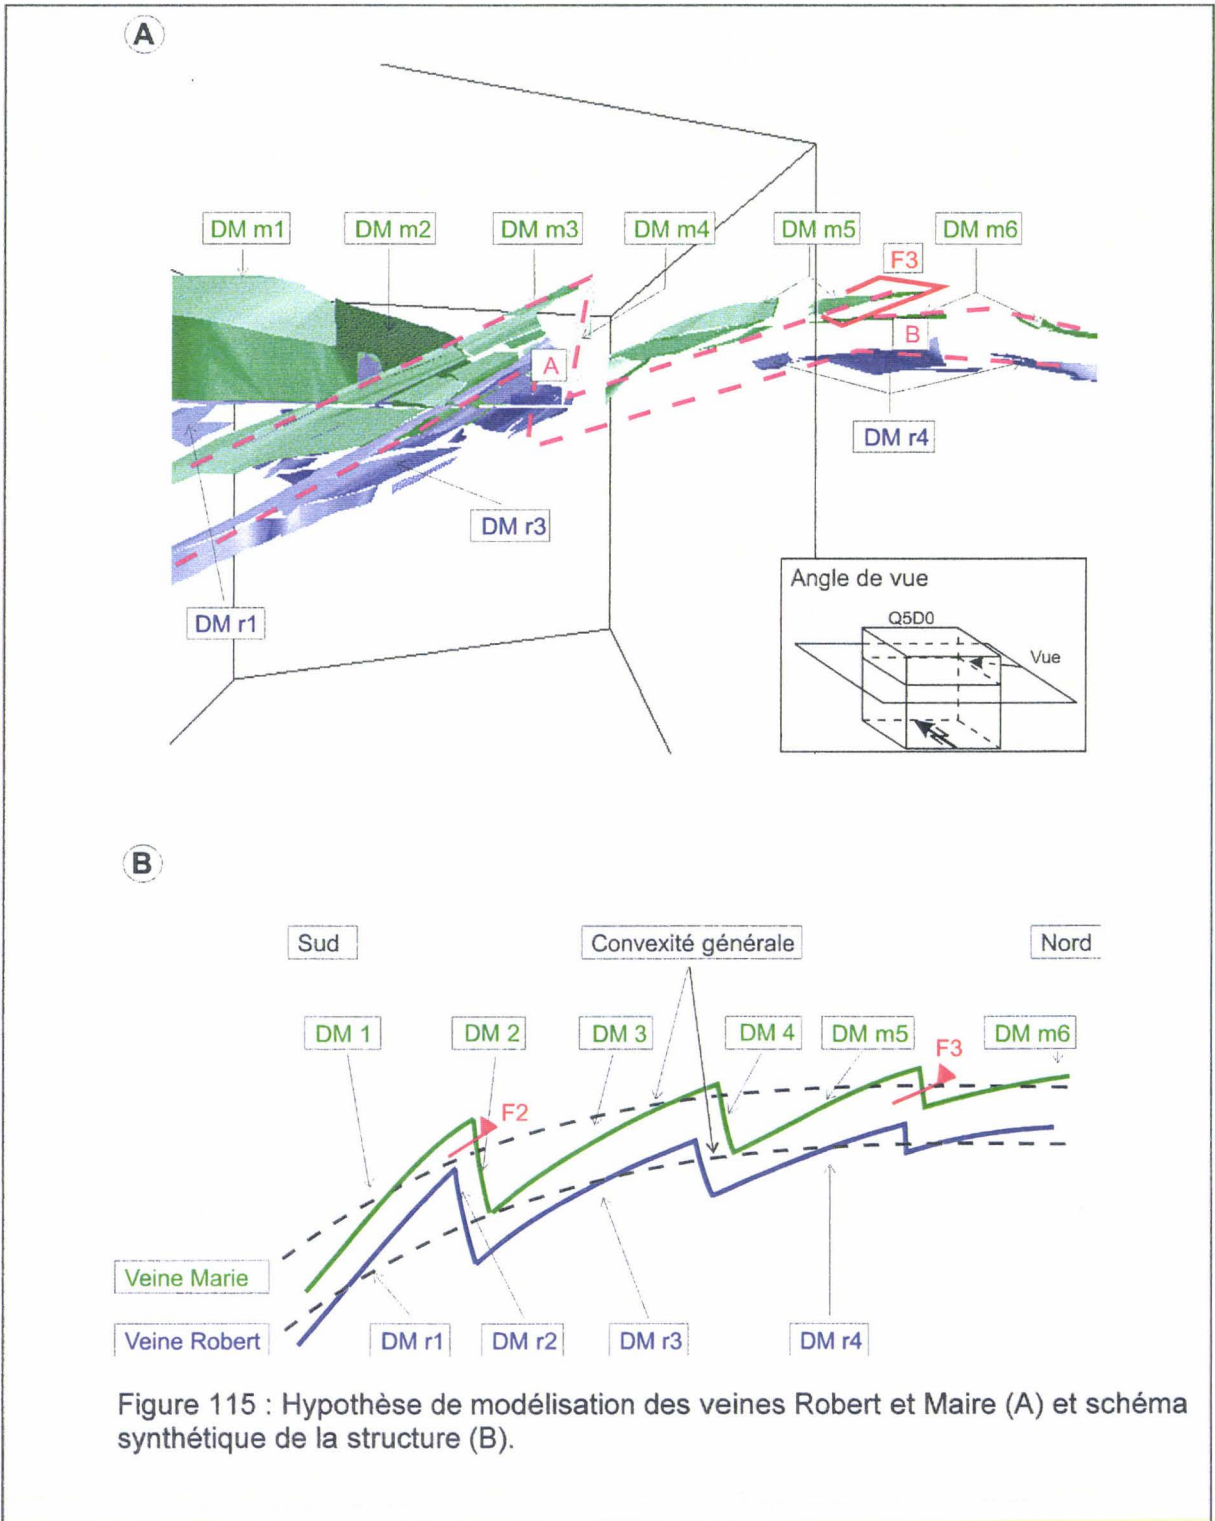 A
DM m1
DM m2
DM m3
DM m4
DM m5
DM m6
F3
A
B
DM r4
DM r3
DM r1
Angle de vue
Q5D0
Vue
B
Sud
Convexité générale
Nord
DM 1
DM 2
DM 3
DM 4
DM m5
F3
DM m6
F2
Veine Marie
Veine Robert
DM r1
DM r2
DM r3
DM r4
Figure 115 : Hypothèse de modélisation des veines Robert et Maire (A) et schéma
synthétique de la structure (B).